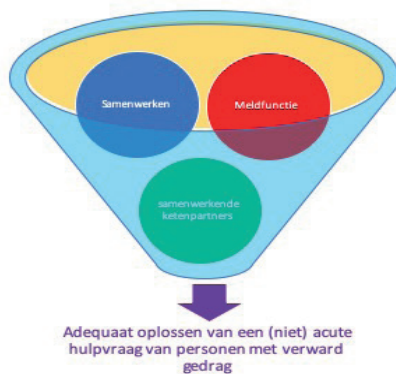 Samenwerken
Meldfunctie
samenwerkende
ketenpartners
Adequaat oplossen van een (niet) acute
hulpvraag van personen met verward
gedrag